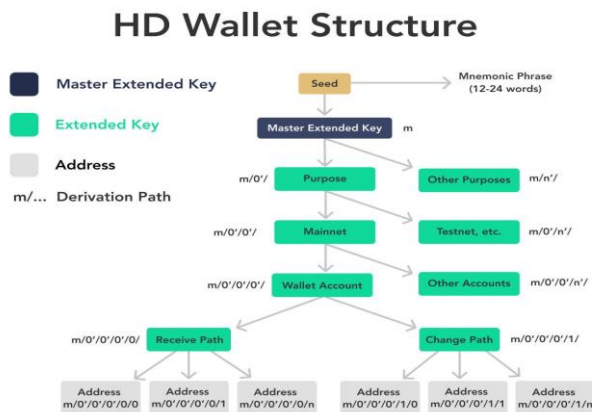 HD Wallet Structure
Master Extended Key
Extended Key
Address
m/... Derivation Path
Seed
Mnemonic Phrase
(12-24 words)
Master Extended Key
m
m/0'/
Purpose
Other Purposes
m/n'/
m/0'/0'/
Mainnet
Testnet, etc.
m/0'/n'/
m/0'/0'/0'/
Wallet Account
Other Accounts
m/0'/0'/n'/
m/0'/0'/0'/0/
Receive Path
Change Path
m/0'/0'/0'/1/
Address
m/0'/0'/0'/0/0
Address
m/0'/0'/0'/0/1
Address
m/0'/0'/0'/0/n
Address
m/0'/0'/0'/1/0
Address
m/0'/0'/0'/1/1
Address
m/0'/0'/0'/1/n